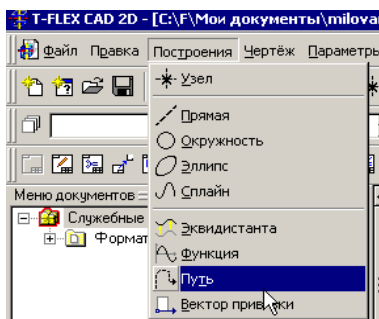 T-FLEX CAD 2D - [C:\F\Мои документы\milova
Файл Правка Построения Чертёж Параметры
Узел
Прямая
Окружность
Эллипс
Сплайн
Меню документов
Служебные
Формат
Эквидистанта
Функция
Путь
Вектор привязки